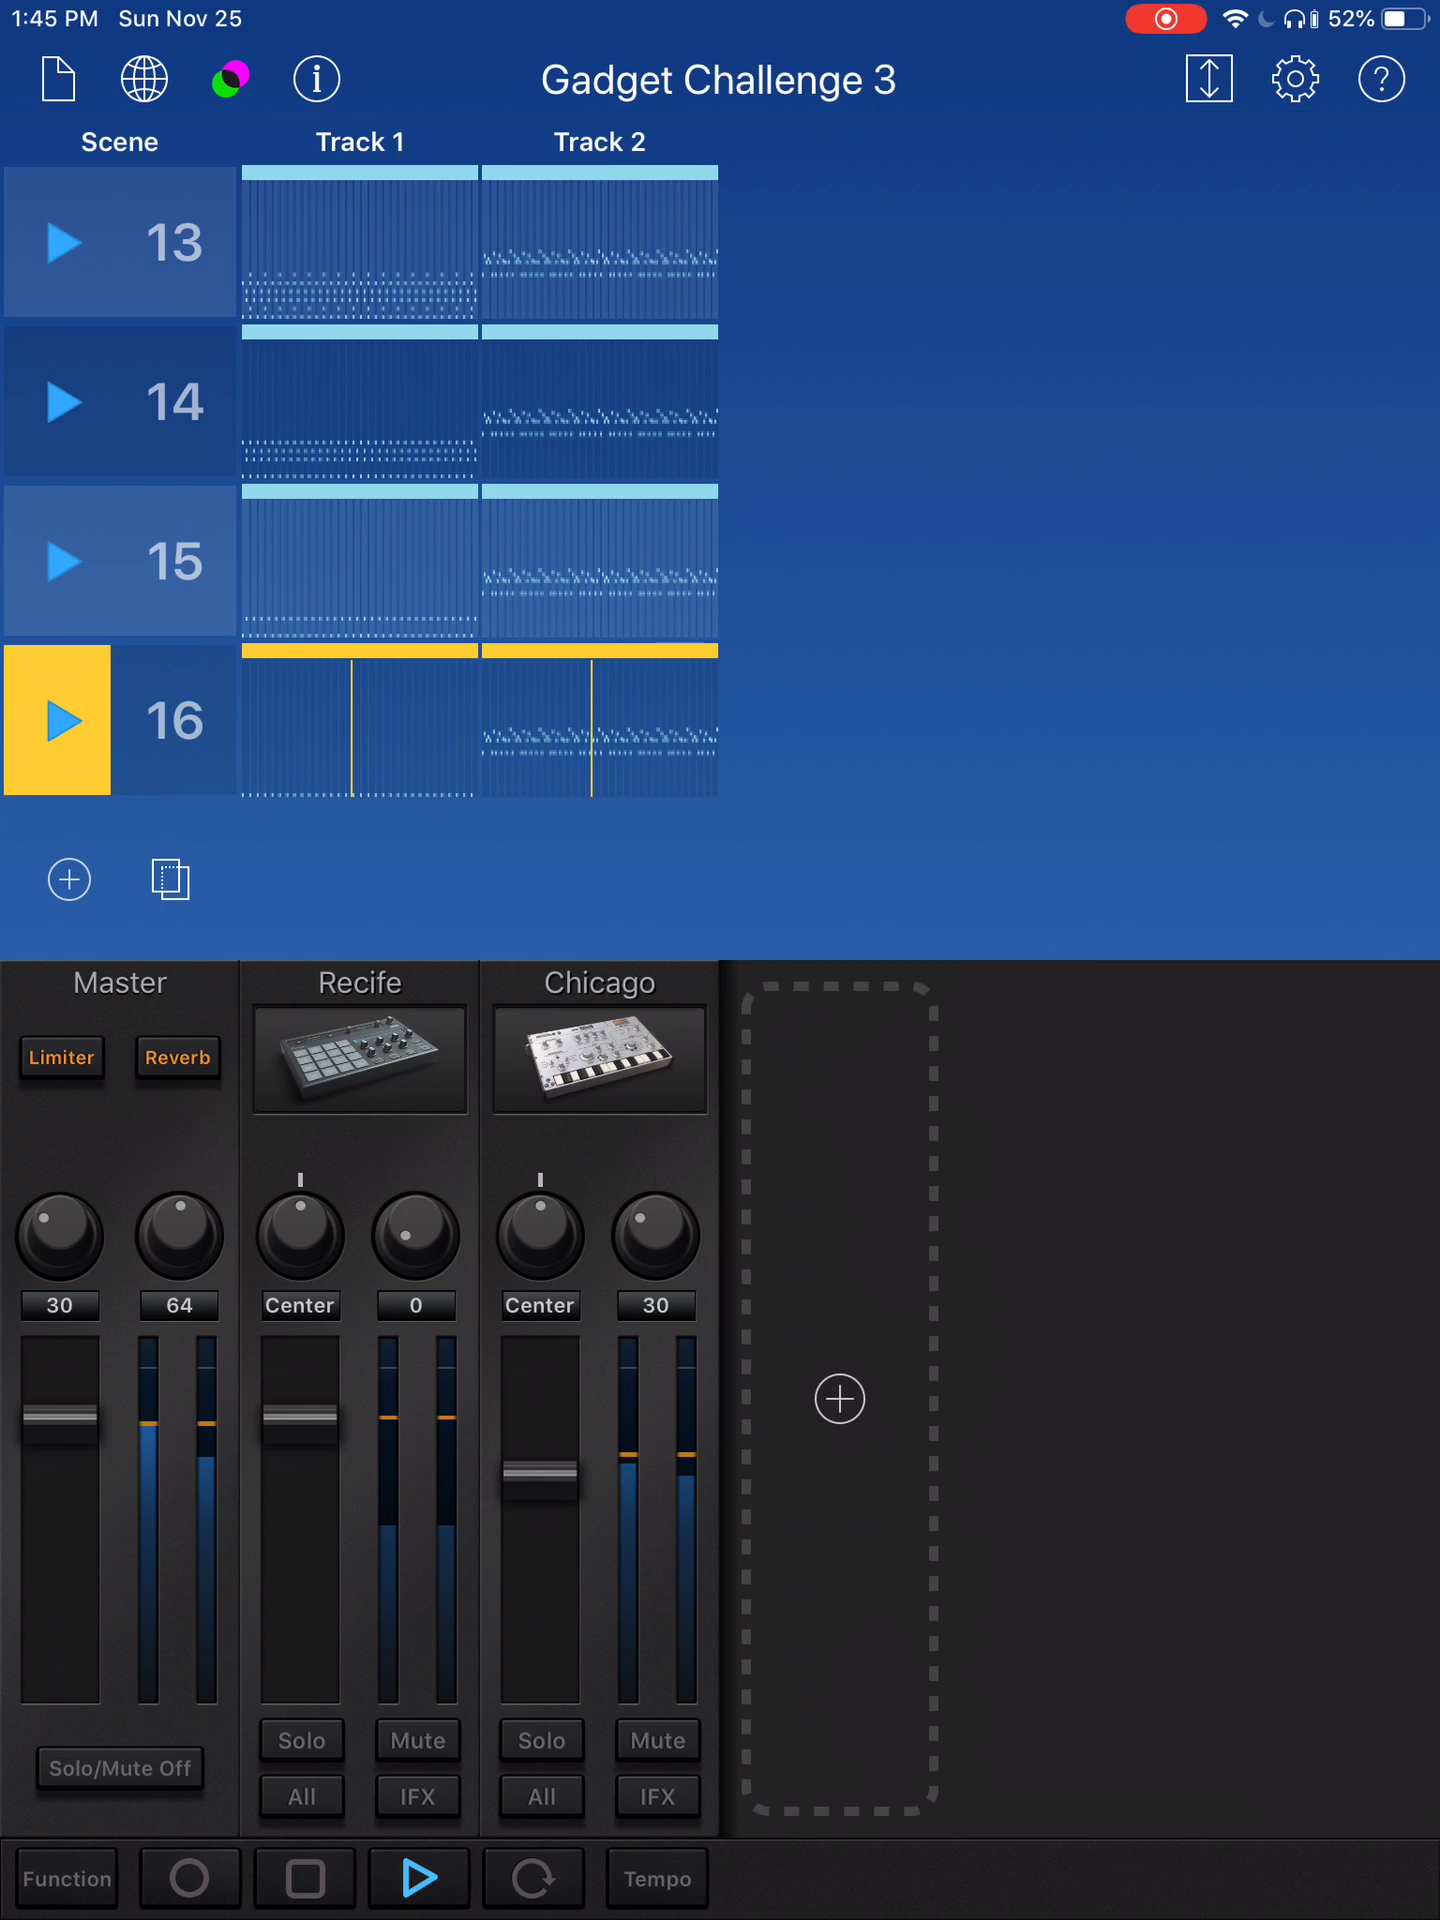 1:45 PM Sun Nov 25 52%
Gadget Challenge 3
Scene Track 1 Track 2
13
14
15
16
Master Recife Chicago
Limiter Reverb
30 64 Center 0 Center 30
Solo Mute Solo Mute
Solo/Mute Off
All IFX All IFX
Function Tempo